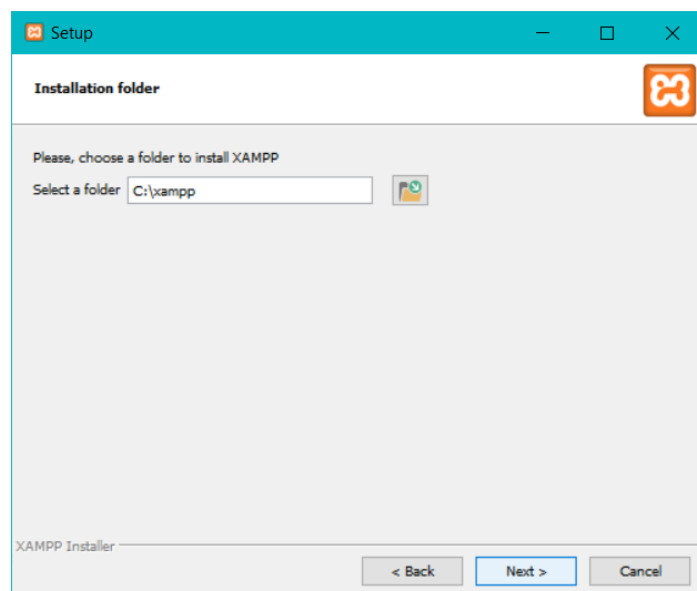 Setup
Installation folder
Please, choose a folder to install XAMPP
Select a folder C:\xampp
XAMPP Installer
< Back Next > Cancel